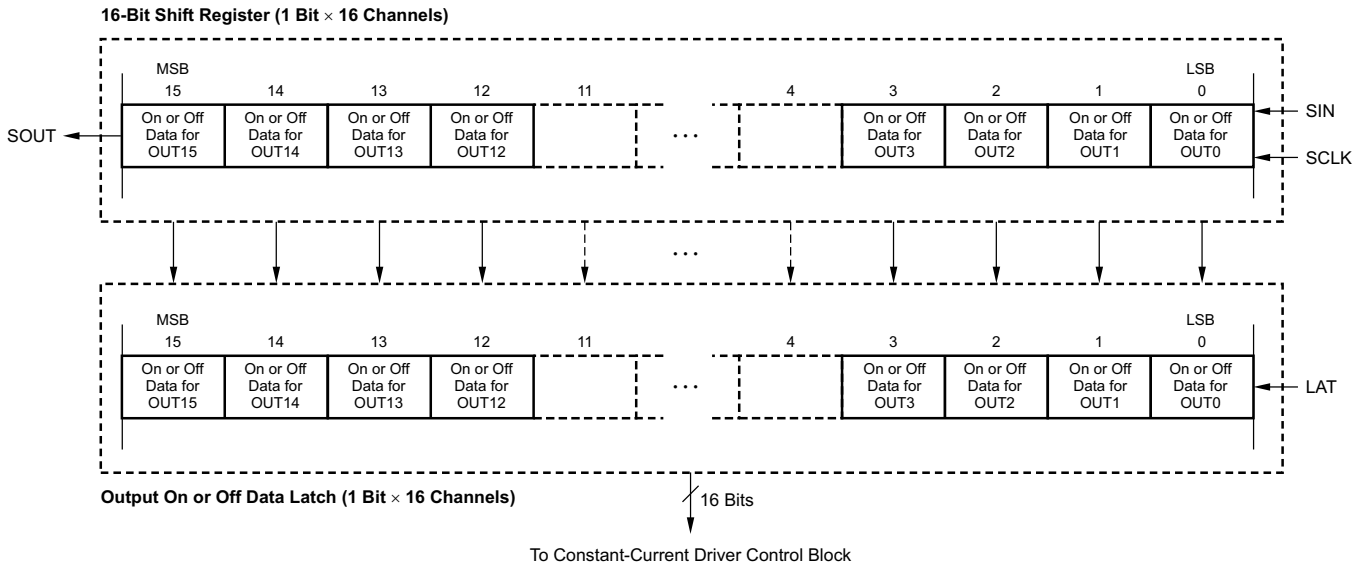 16-Bit Shift Register (1 Bit × 16 Channels)
MSB
LSB
15 14 13 12 11 4 3 2 1 0
On or Off Data for OUT15
On or Off Data for OUT14
On or Off Data for OUT13
On or Off Data for OUT12
• • •
On or Off Data for OUT3
On or Off Data for OUT2
On or Off Data for OUT1
On or Off Data for OUT0
SOUT
SIN
SCLK
• • •
MSB
LSB
15 14 13 12 11 4 3 2 1 0
On or Off Data for OUT15
On or Off Data for OUT14
On or Off Data for OUT13
On or Off Data for OUT12
• • •
On or Off Data for OUT3
On or Off Data for OUT2
On or Off Data for OUT1
On or Off Data for OUT0
LAT
Output On or Off Data Latch (1 Bit × 16 Channels)
16 Bits
To Constant-Current Driver Control Block